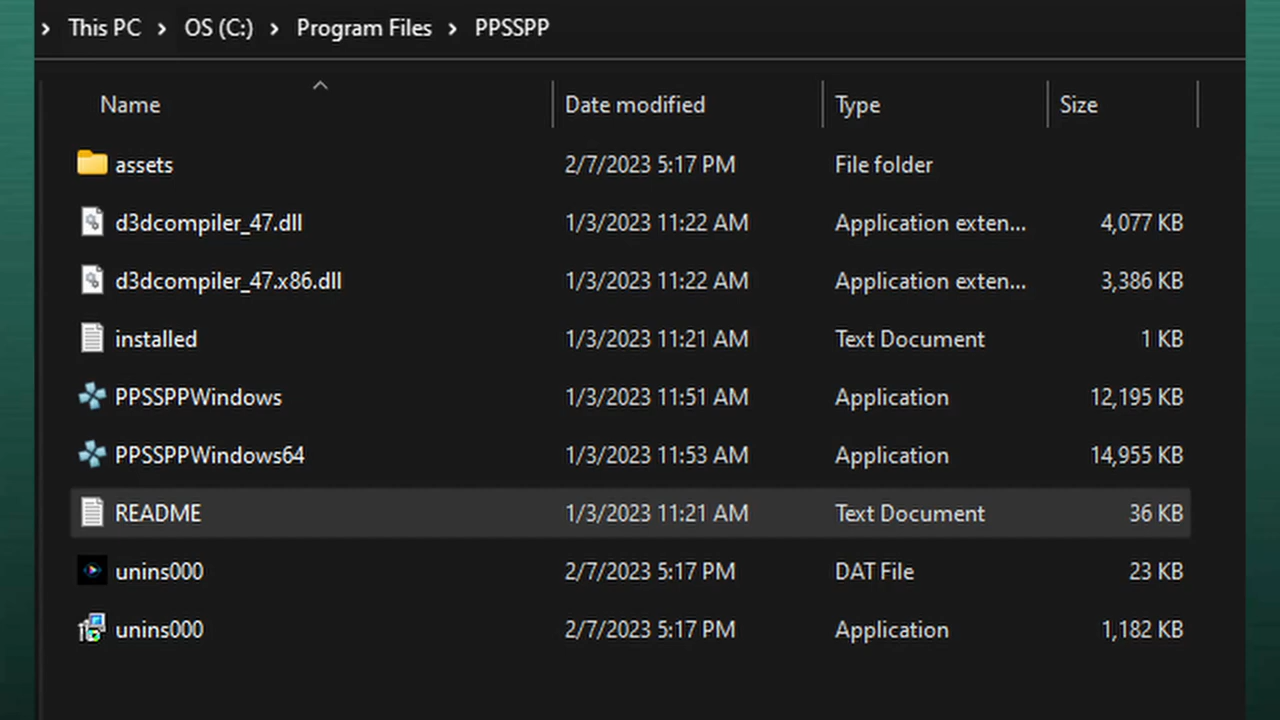 › This PC › OS (C:) › Program Files › PPSSPP
Name Date modified Type Size
assets 2/7/2023 5:17 PM File folder
d3dcompiler_47.dll 1/3/2023 11:22 AM Application exten... 4,077 KB
d3dcompiler_47.x86.dll 1/3/2023 11:22 AM Application exten... 3,386 KB
installed 1/3/2023 11:21 AM Text Document 1 KB
PPSSPPWindows 1/3/2023 11:51 AM Application 12,195 KB
PPSSPPWindows64 1/3/2023 11:53 AM Application 14,955 KB
README 1/3/2023 11:21 AM Text Document 36 KB
unins000 2/7/2023 5:17 PM DAT File 23 KB
unins000 2/7/2023 5:17 PM Application 1,182 KB